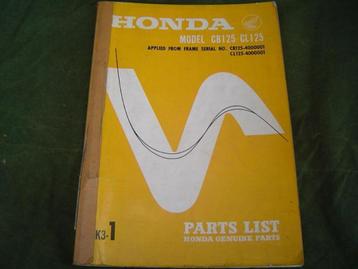 HONDA
MODEL CB125 CL125
APPLIED FROM FRAME SERIAL NO. CB125-4000001
CL125-4000001
K3-1
PARTS LIST
HONDA GENUINE PARTS